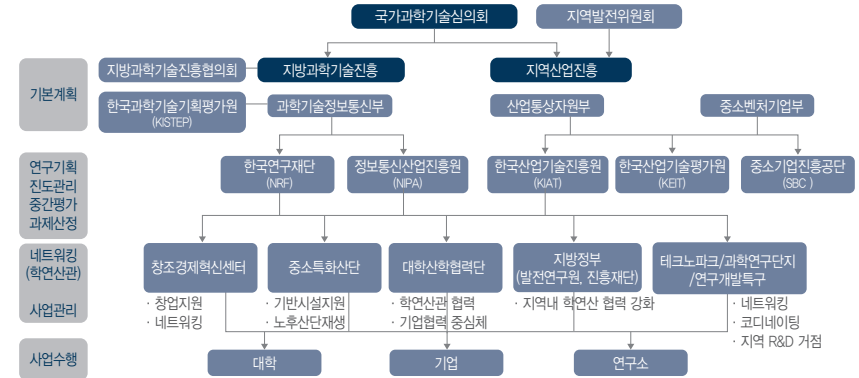 국가과학기술심의회
지역발전위원회
기본계획
지방과학기술진흥협의회
지방과학기술진흥
지역산업진흥
한국과학기술기획평가원
(KISTEP)
과학기술정보통신부
산업통상자원부
중소벤처기업부
연구기획
진도관리
중간평가
과제산정
한국연구재단
(NRF)
정보통신산업진흥원
(NIPA)
한국산업기술진흥원
(KIAT)
한국산업기술평가원
(KEIT)
중소기업진흥공단
(SBC )
네트워킹
(학연산관)
사업관리
창조경제혁신센터
· 창업지원
· 네트워킹
중소특화산단
· 기반시설지원
· 노후산단재생
대학산학협력단
· 학연산관 협력
· 기업협력 중심체
지방정부
(발전연구원, 진흥재단)
· 지역내 학연산 협력 강화
테크노파크/과학연구단지
/연구개발특구
· 네트워킹
· 코디네이팅
· 지역 R&D 거점
사업수행
대학
기업
연구소